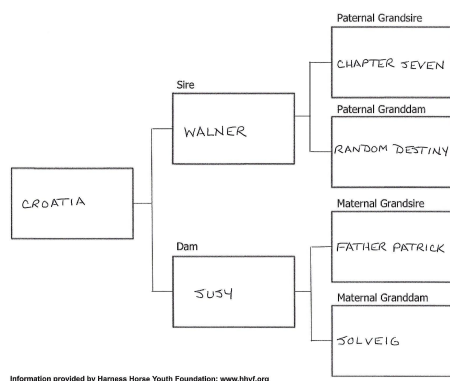 Paternal Grandsire
CHAPTER SEVEN
Sire
WALNER
Paternal Granddam
RANDOM DESTINY
CROATIA
Maternal Grandsire
FATHER PATRICK
Dam
JUJY
Maternal Granddam
SOLVEIG
Information provided by Harness Horse Youth Foundation: www.hhyf.org